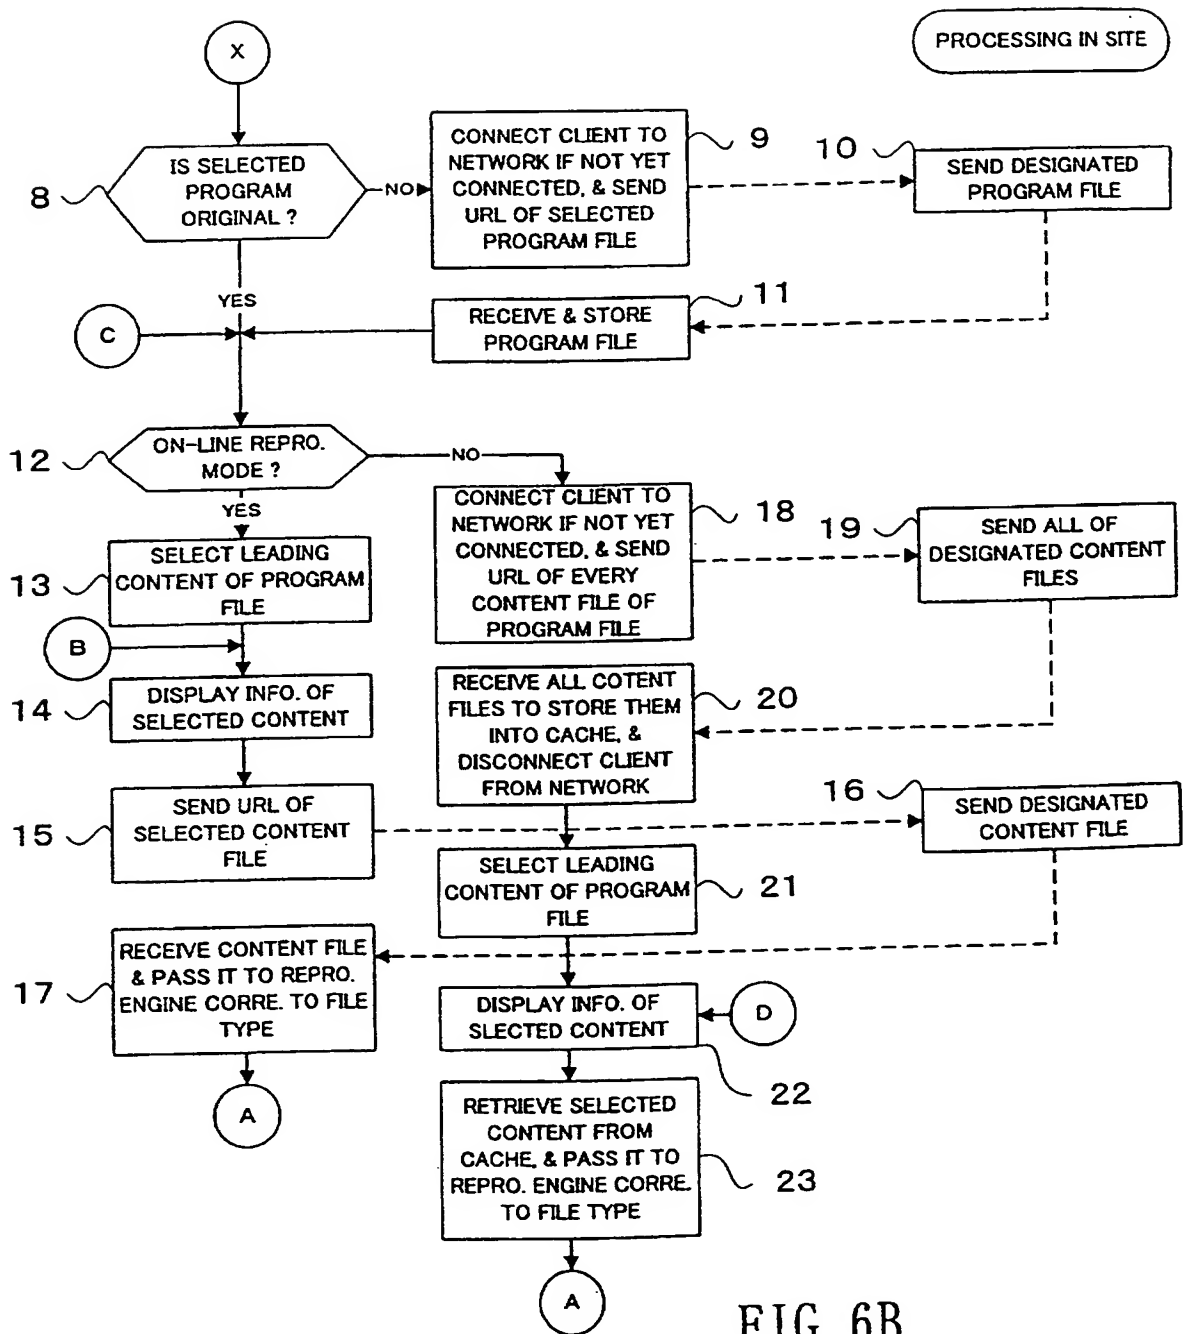 X
PROCESSING IN SITE
8
IS SELECTED
PROGRAM
ORIGINAL ?
NO
CONNECT CLIENT TO
NETWORK IF NOT YET
CONNECTED, & SEND
URL OF SELECTED
PROGRAM FILE
9
10
SEND DESIGNATED
PROGRAM FILE
YES
C
RECEIVE & STORE
PROGRAM FILE
11
12
ON-LINE REPRO.
MODE ?
NO
YES
13
SELECT LEADING
CONTENT OF PROGRAM
FILE
CONNECT CLIENT TO
NETWORK IF NOT YET
CONNECTED, & SEND
URL OF EVERY
CONTENT FILE OF
PROGRAM FILE
18
19
SEND ALL OF
DESIGNATED CONTENT
FILES
B
14
DISPLAY INFO. OF
SELECTED CONTENT
RECEIVE ALL COTENT
FILES TO STORE THEM
INTO CACHE, &
DISCONNECT CLIENT
FROM NETWORK
20
15
SEND URL OF
SELECTED CONTENT
FILE
16
SEND DESIGNATED
CONTENT FILE
SELECT LEADING
CONTENT OF PROGRAM
FILE
21
17
RECEIVE CONTENT FILE
& PASS IT TO REPRO.
ENGINE CORRE. TO FILE
TYPE
A
DISPLAY INFO. OF
SLECTED CONTENT
D
22
RETRIEVE SELECTED
CONTENT FROM
CACHE, & PASS IT TO
REPRO. ENGINE CORRE.
TO FILE TYPE
23
A
FIG. 6B